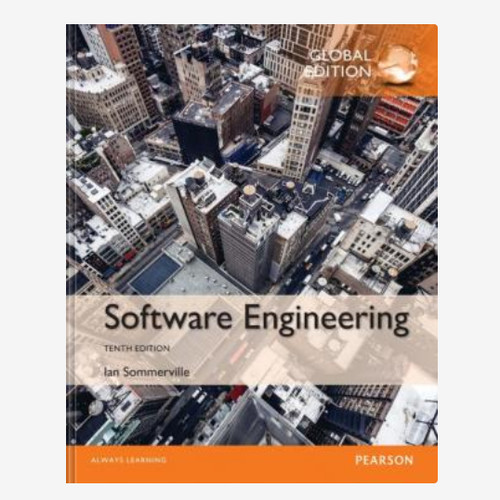 GLOBAL
EDITION
Software Engineering
TENTH EDITION
Ian Sommerville
ALWAYS LEARNING
PEARSON